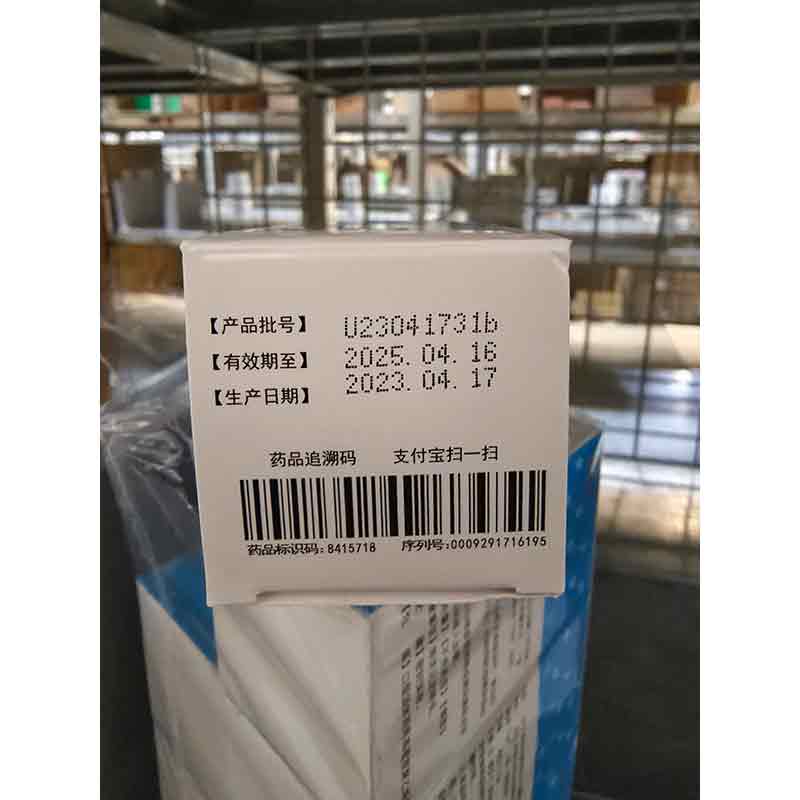 【产品批号】 U23041731b
【有效期至】 2025.04.16
【生产日期】 2023.04.17
药品追溯码 支付宝扫一扫
药品标识码:8415718 序列号:0009291716195